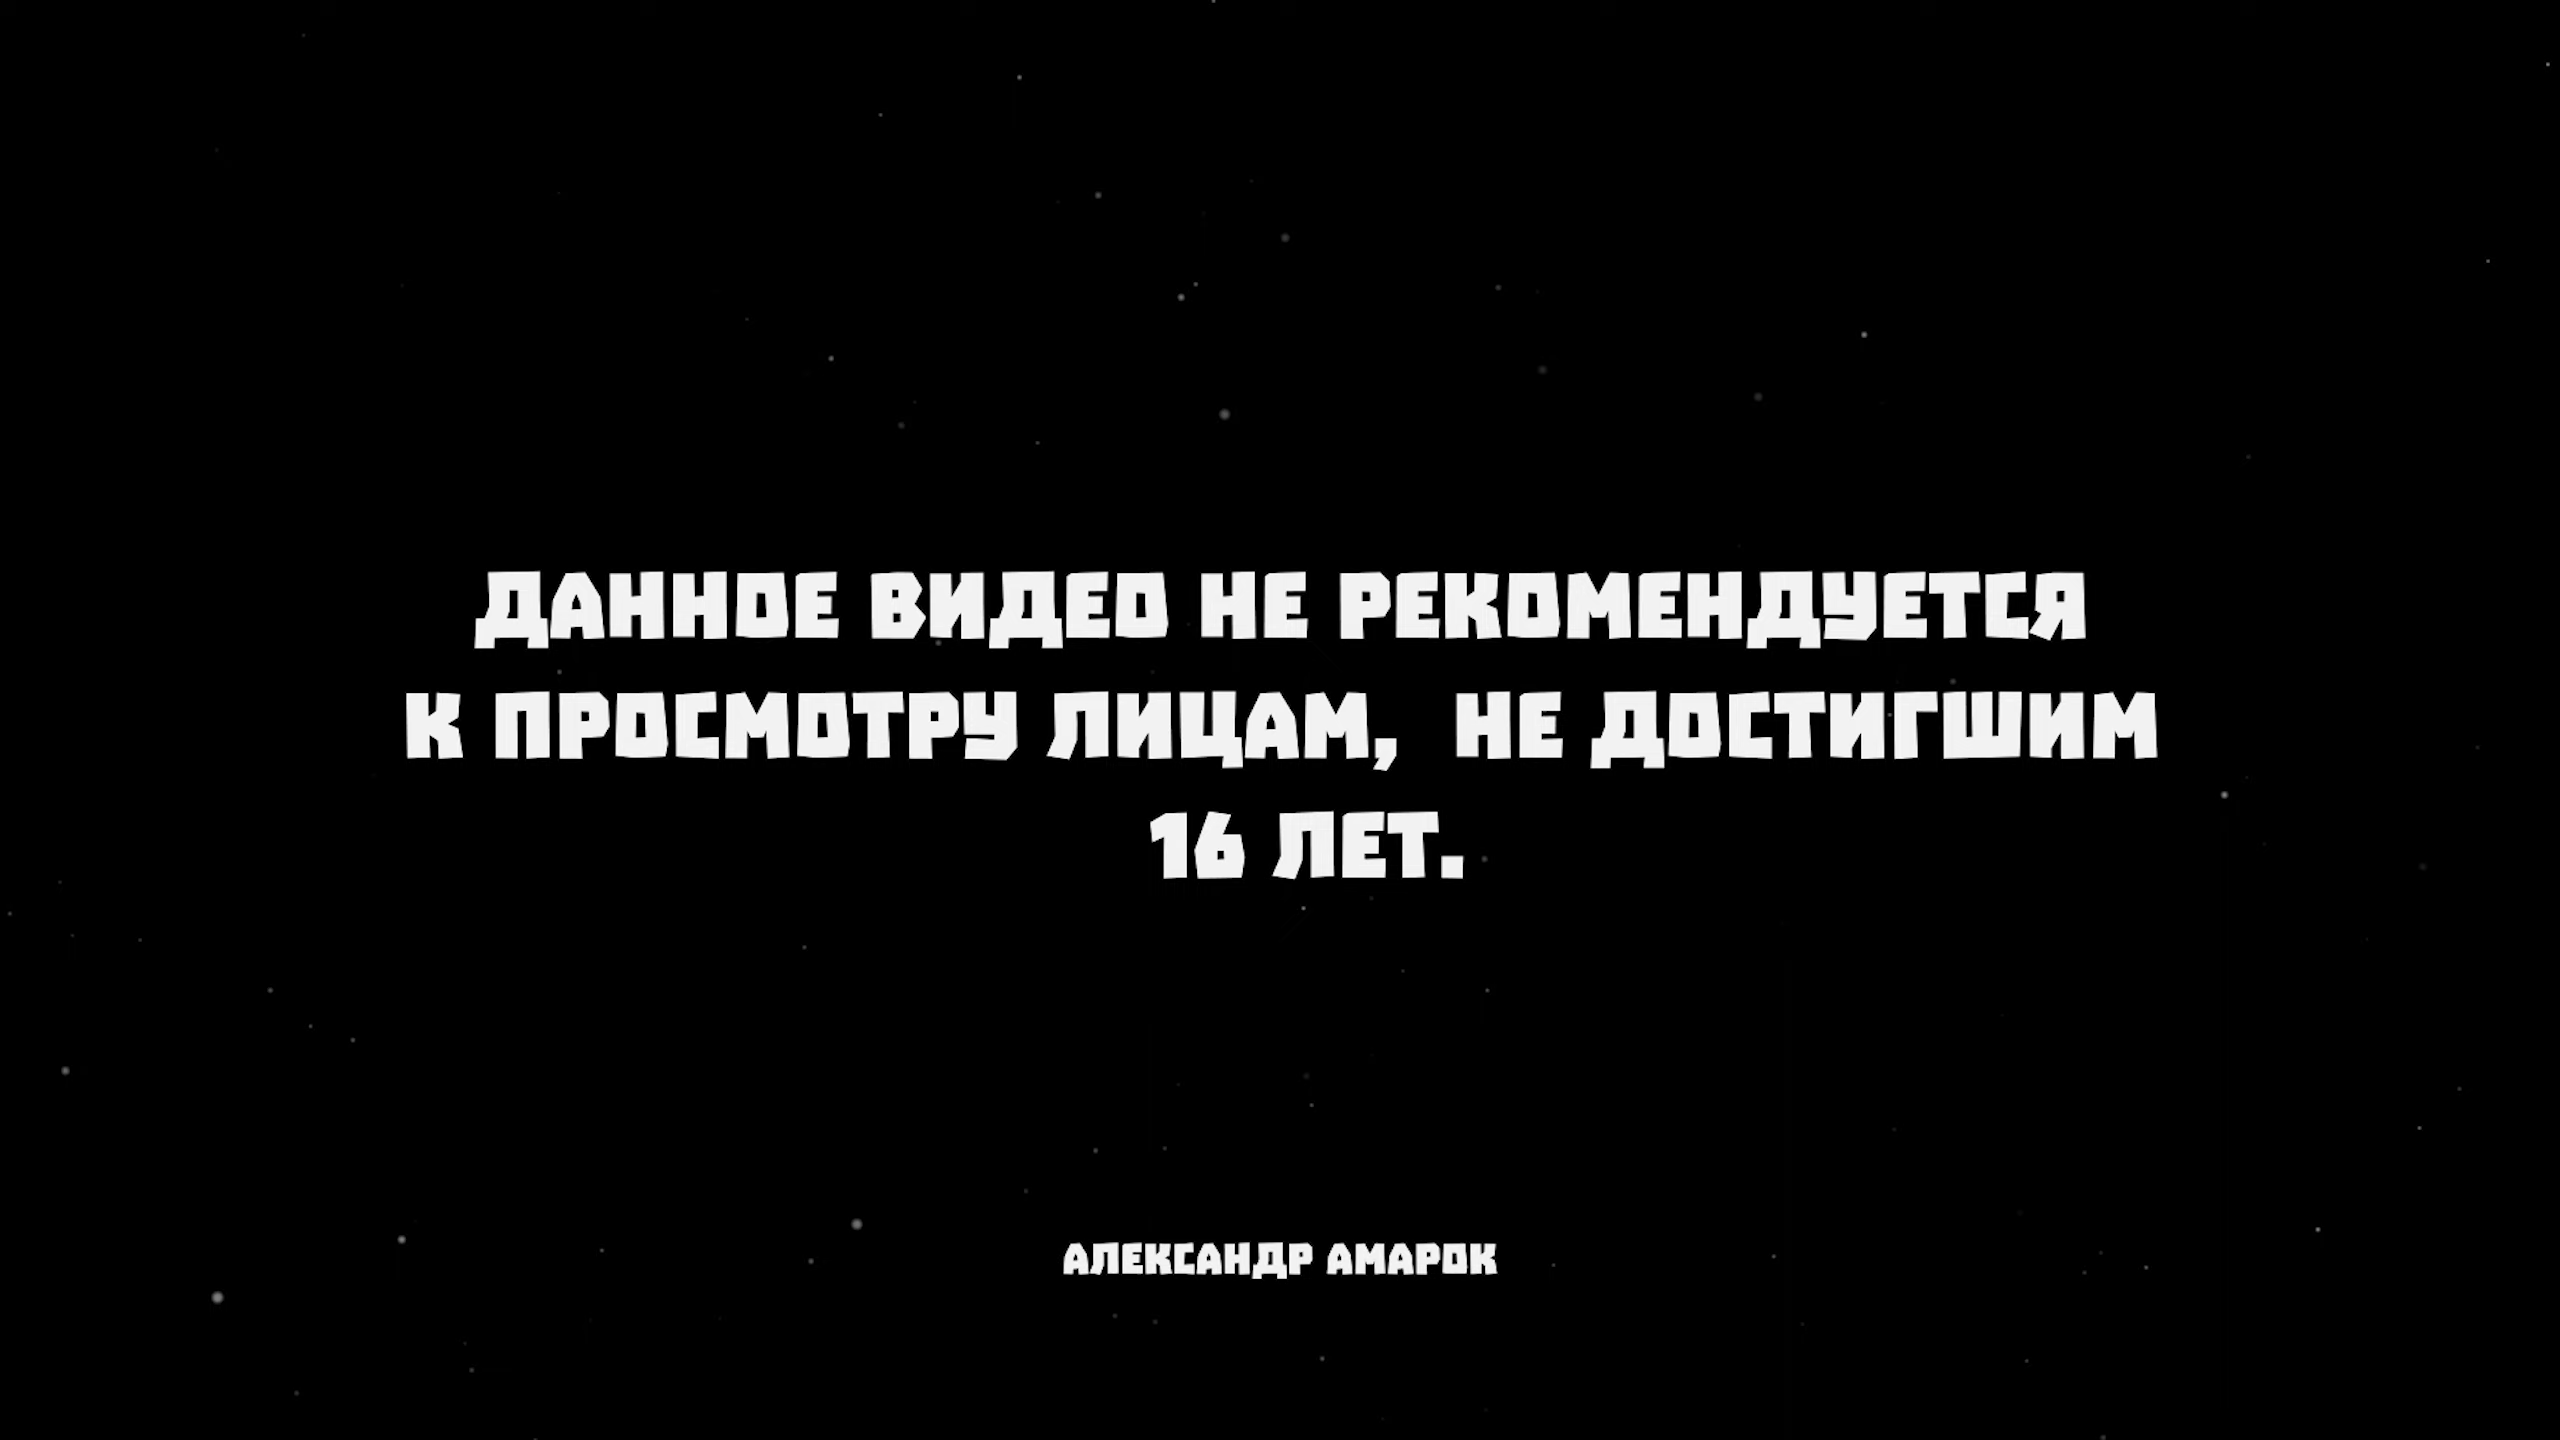 ДАННОЕ ВИДЕО НЕ РЕКОМЕНДУЕТСЯ
К ПРОСМОТРУ ЛИЦАМ, НЕ ДОСТИГШИМ
16 ЛЕТ.
АЛЕКСАНДР АМАРОК